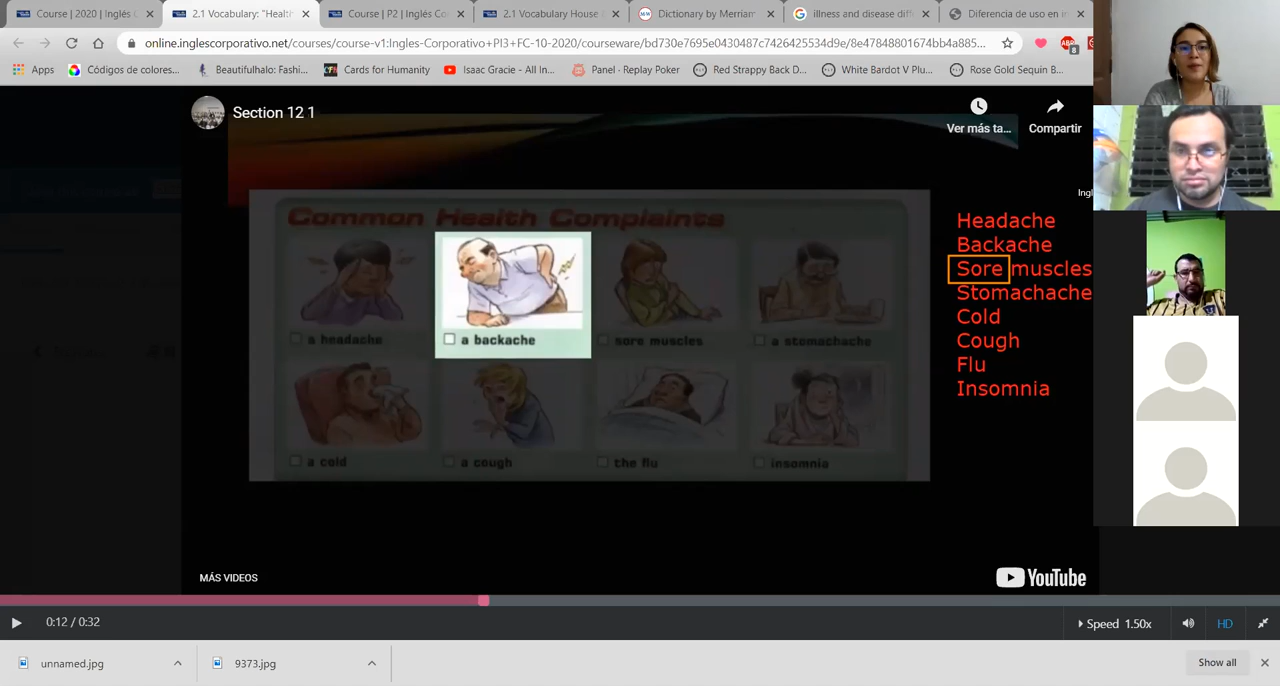 Course | 2020 | Inglés C
2.1 Vocabulary: "Healt
Course | P2 | Inglés Co
2.1 Vocabulary House
Dictionary by Merriam
illness and disease dif
Diferencia de uso en in
online.inglescorporativo.net/courses/course-v1:Ingles-Corporativo+PI3+FC-10-2020/courseware/bd730e7695e0430487c7426425534d9e/8e47848801674bb4a885...
Apps
Códigos de colores...
Beautifulhalo: Fashi...
Cards for Humanity
Isaac Gracie - All In...
Panel · Replay Poker
Red Strappy Back D...
White Bardot V Plu...
Rose Gold Sequin B...
Section 12 1
Ver más ta...
Compartir
Ingl
Common Health Complaints
a headache
a backache
sore muscles
a stomachache
a cold
a cough
the flu
insomnia
Headache
Backache
Sore muscles
Stomachache
Cold
Cough
Flu
Insomnia
MÁS VIDEOS
YouTube
0:12 / 0:32
Speed 1.50x
HD
unnamed.jpg
9373.jpg
Show all